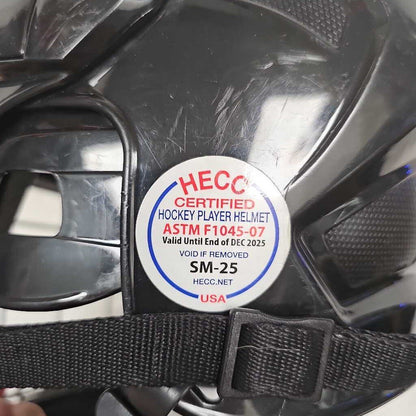 HECC
CERTIFIED
HOCKEY PLAYER HELMET
ASTM F1045-07
Valid Until End of DEC 2025
VOID IF REMOVED
SM-25
HECC.NET
USA